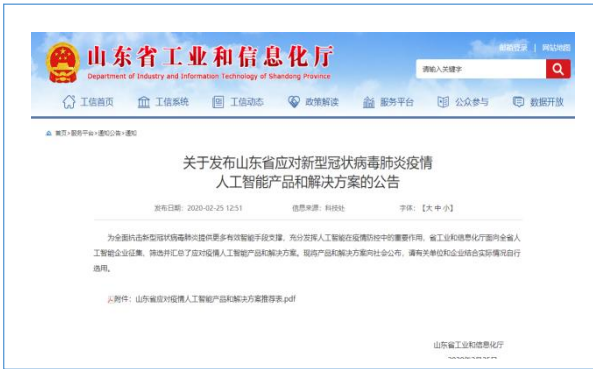 邮箱登录 | 网站地图
山东省工业和信息化厅
Department of Industry and Information Technology of Shandong Province
请输入关键字
工信首页 工信系统 工信动态 政策解读 服务平台 公众参与 数据开放
首页>服务平台>通知公告>通知
关于发布山东省应对新型冠状病毒肺炎疫情
人工智能产品和解决方案的公告
发布日期：2020-02-25 12:51 信息来源：科技处 字体：【大 中 小】
为全面抗击新型冠状病毒肺炎提供更多有效智能手段支撑，充分发挥人工智能在疫情防控中的重要作用，省工业和信息化厅面向全省人
工智能企业征集、筛选并汇总了应对疫情人工智能产品和解决方案。现将产品和解决方案向社会公布，请有关单位和企业结合实际情况自行
选用。
附件：山东省应对疫情人工智能产品和解决方案推荐表.pdf
山东省工业和信息化厅